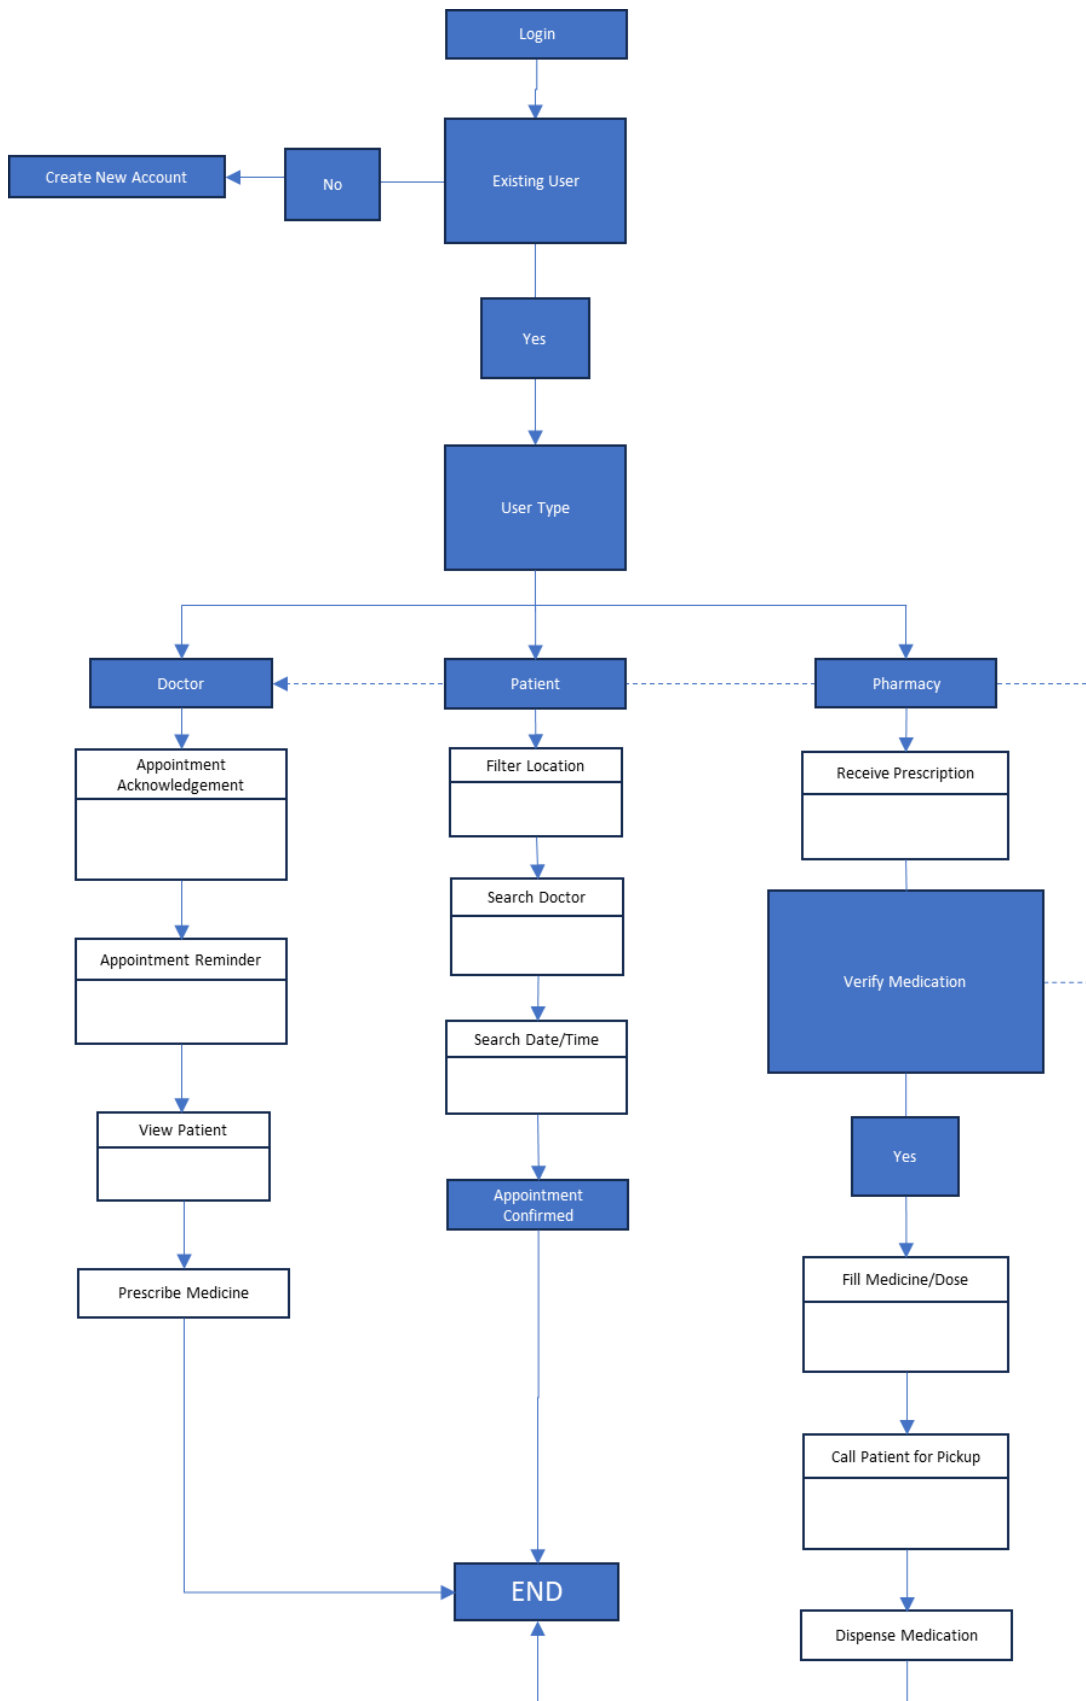 Login
Existing User
No
Create New Account
Yes
User Type
Doctor
Patient
Pharmacy
Appointment
Acknowledgement
Appointment Reminder
View Patient
Prescribe Medicine
Filter Location
Search Doctor
Search Date/Time
Appointment
Confirmed
Receive Prescription
Verify Medication
Yes
Fill Medicine/Dose
Call Patient for Pickup
Dispense Medication
END